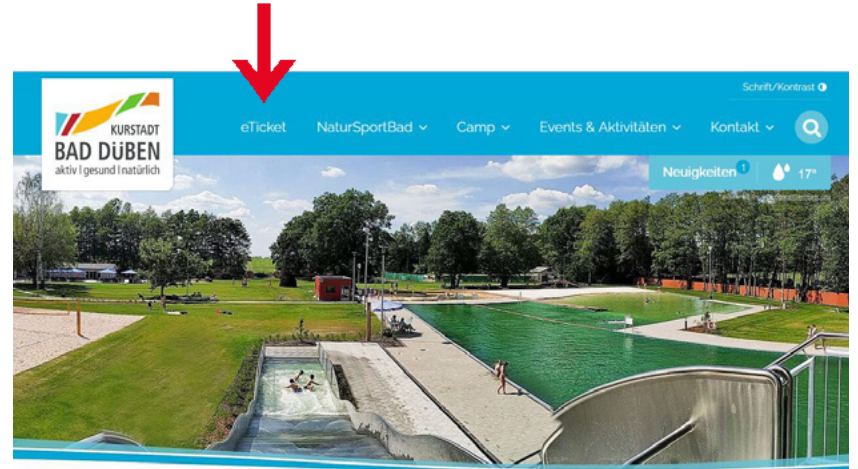 Schrift/Kontrast
eTicket NaturSportBad Camp Events & Aktivitäten Kontakt
KURSTADT
BAD DÜBEN
aktiv I gesund I natürlich
Neuigkeiten 1 17°